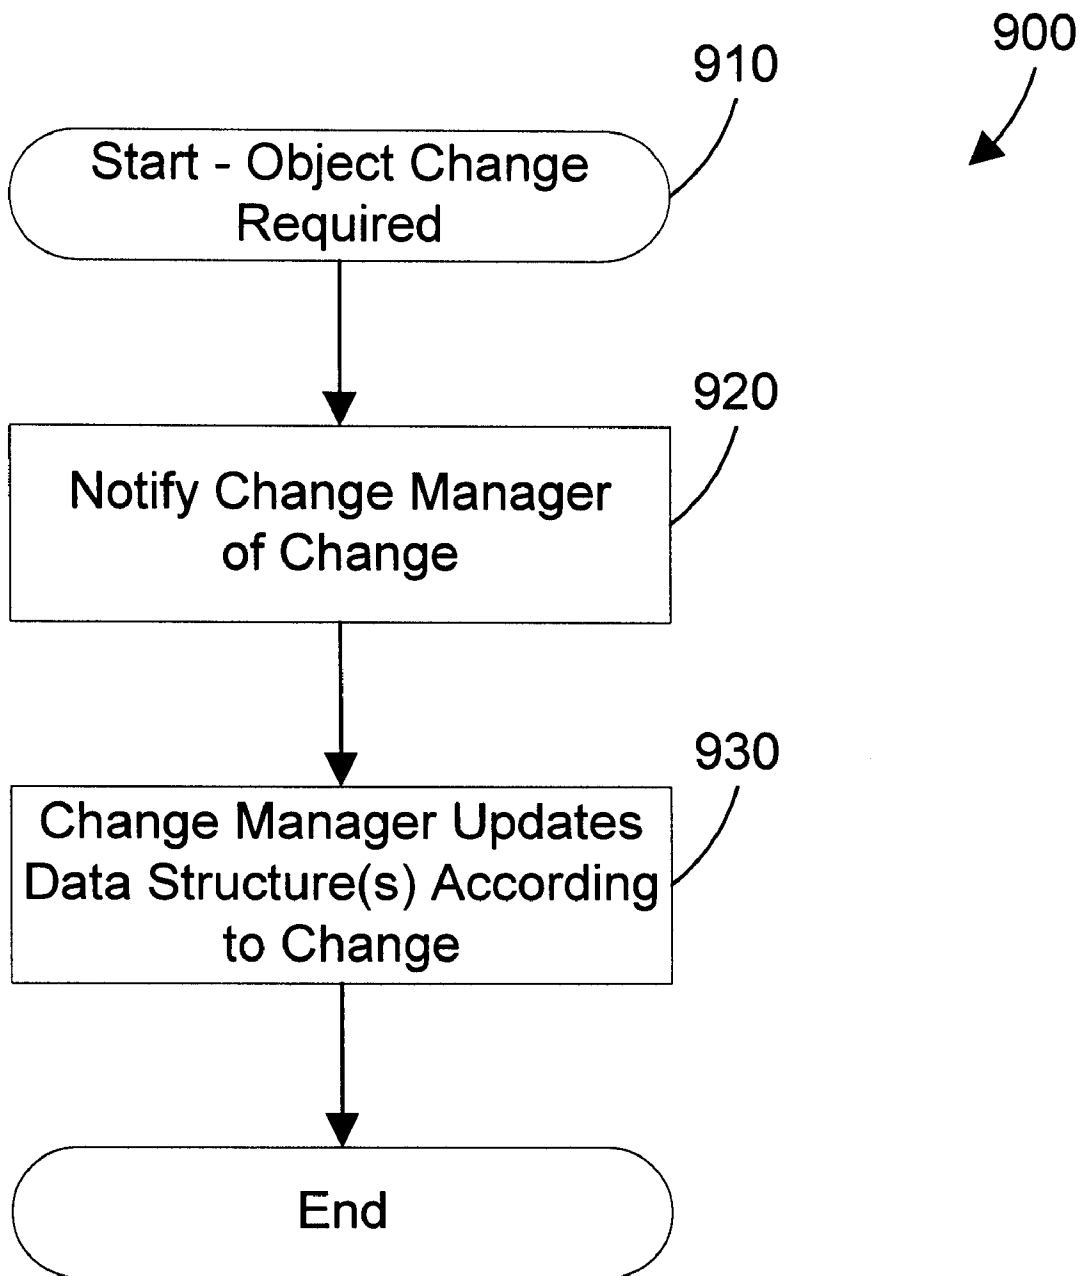 900
910
Start - Object Change
Required
920
Notify Change Manager
of Change
930
Change Manager Updates
Data Structure(s) According
to Change
End